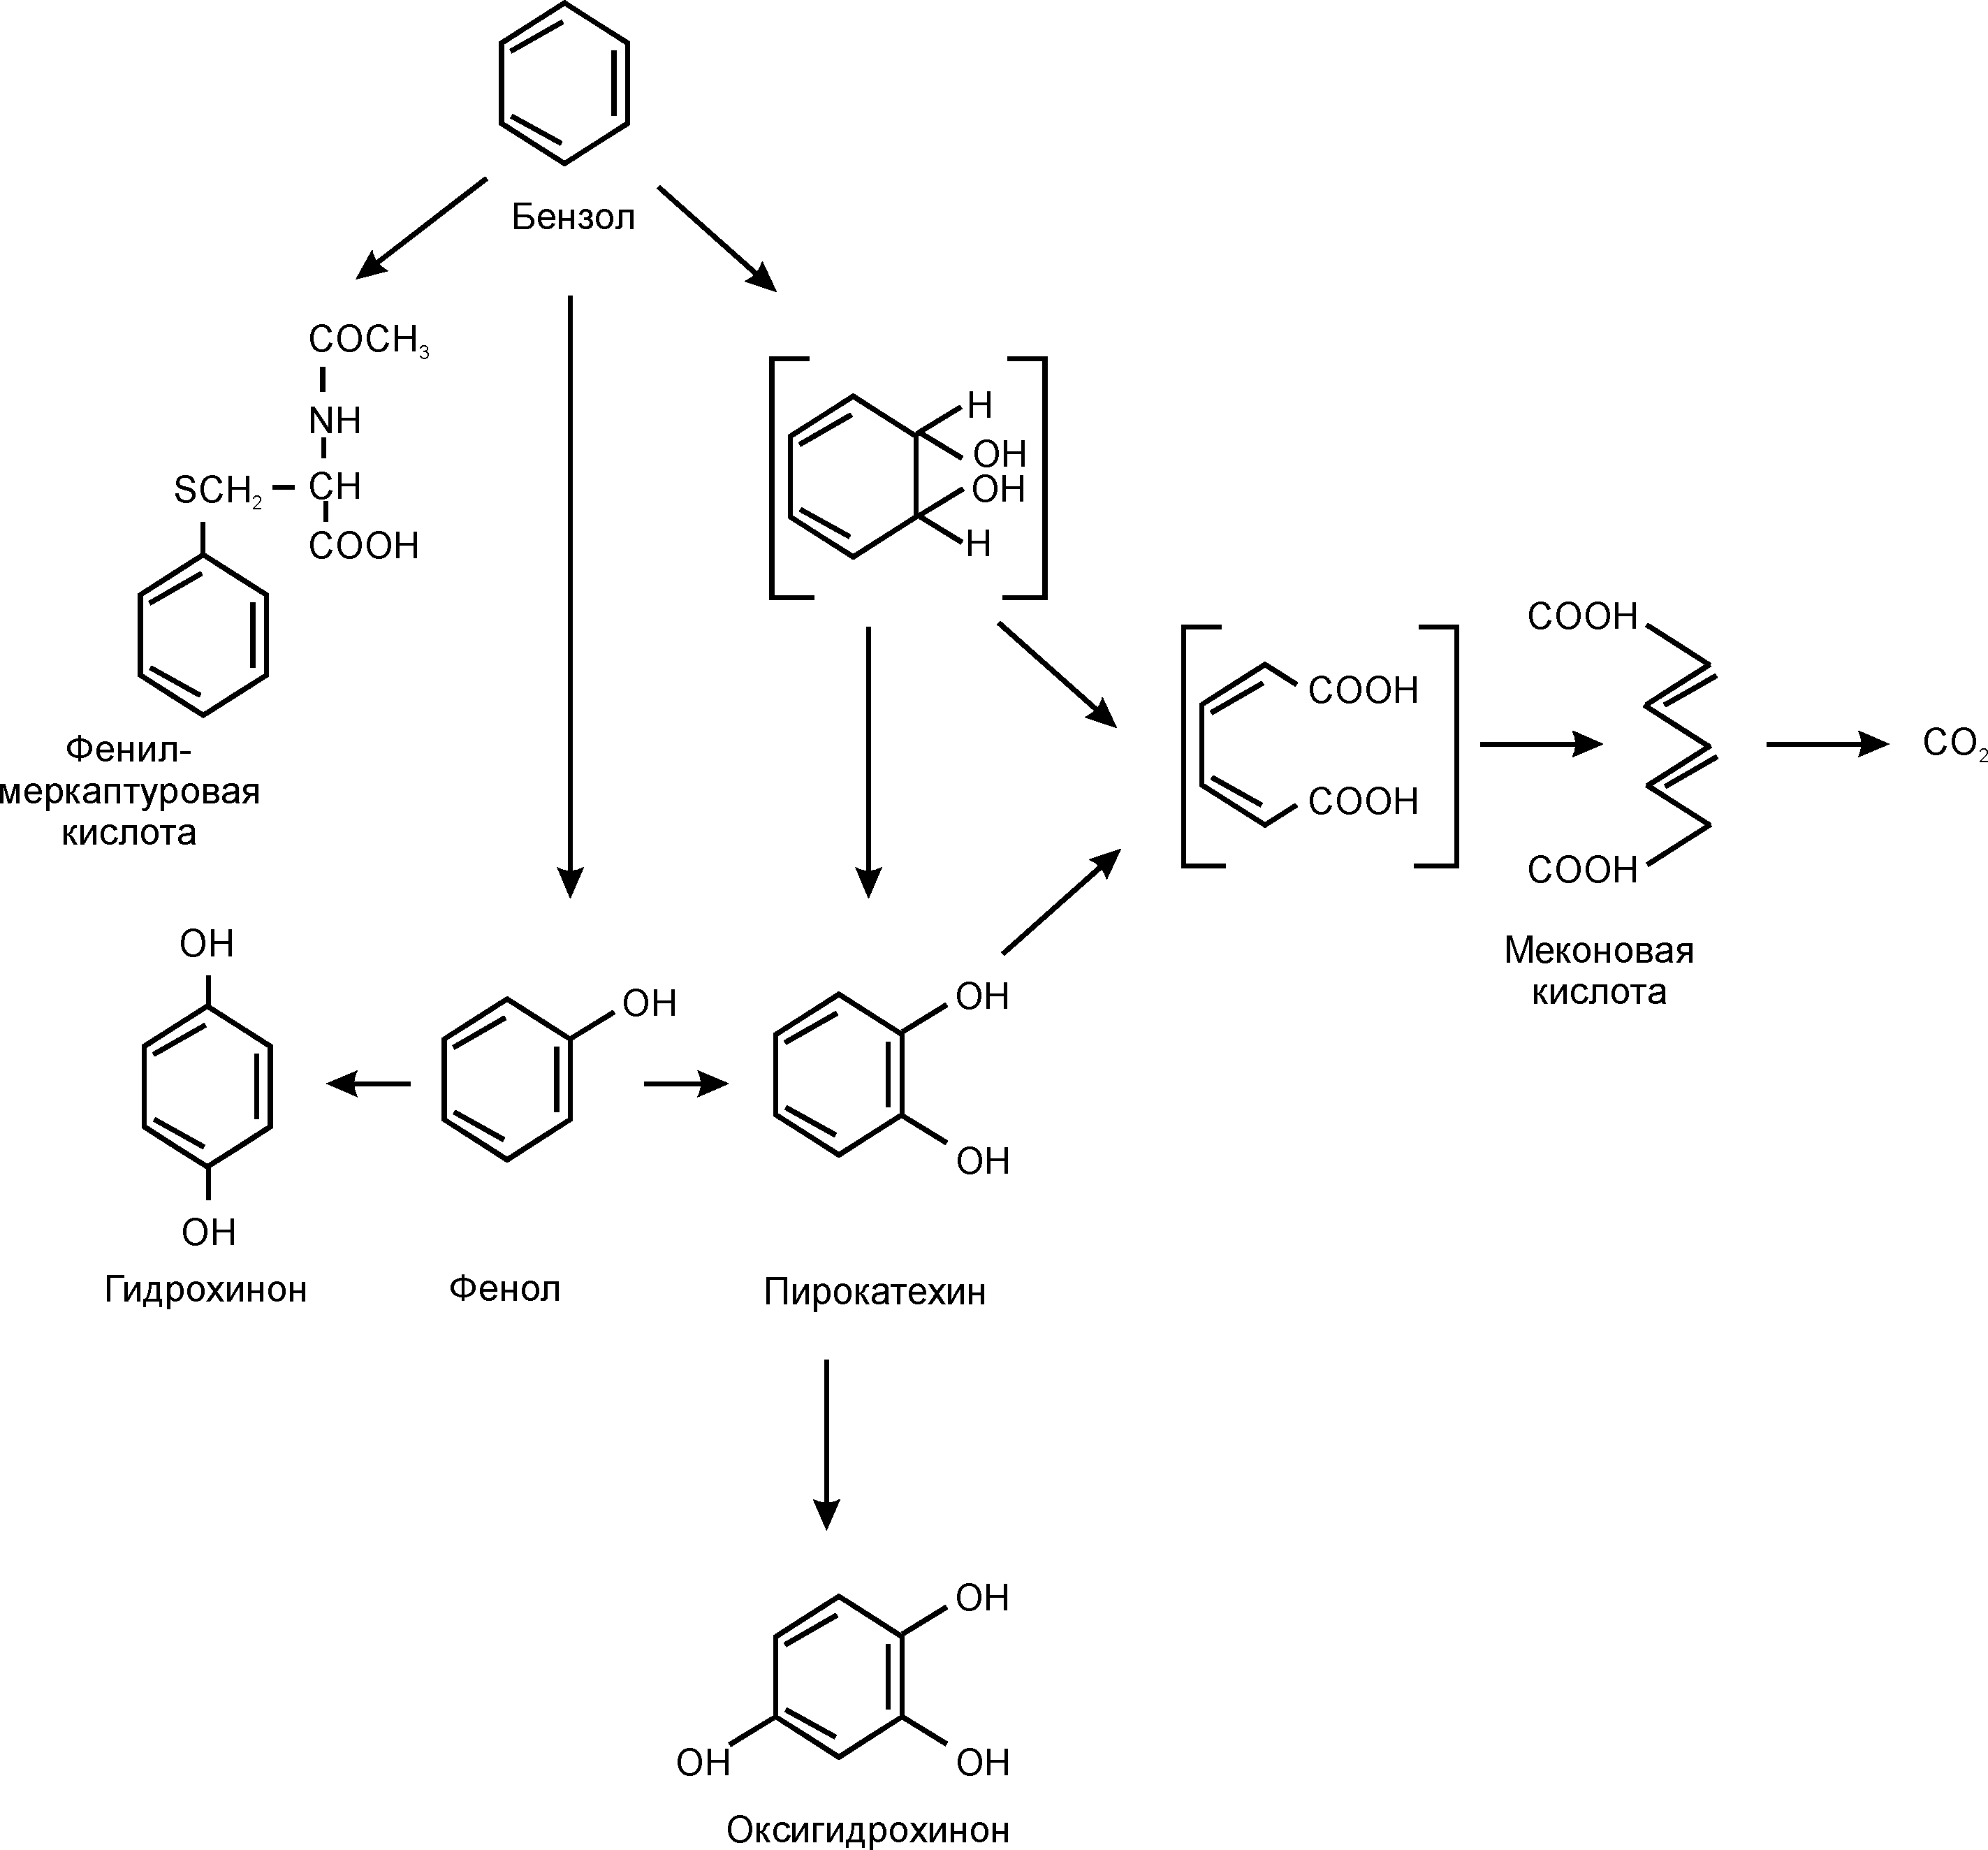 Бензол
COCH3
NH
SCH2
CH
COOH
Фенил-
меркаптуровая
кислота
H
OH
OH
H
COOH
COOH
COOH
COOH
Меконовая
кислота
CO2
OH
OH
Гидрохинон
OH
Фенол
OH
OH
Пирокатехин
OH
OH
OH
Оксигидрохинон